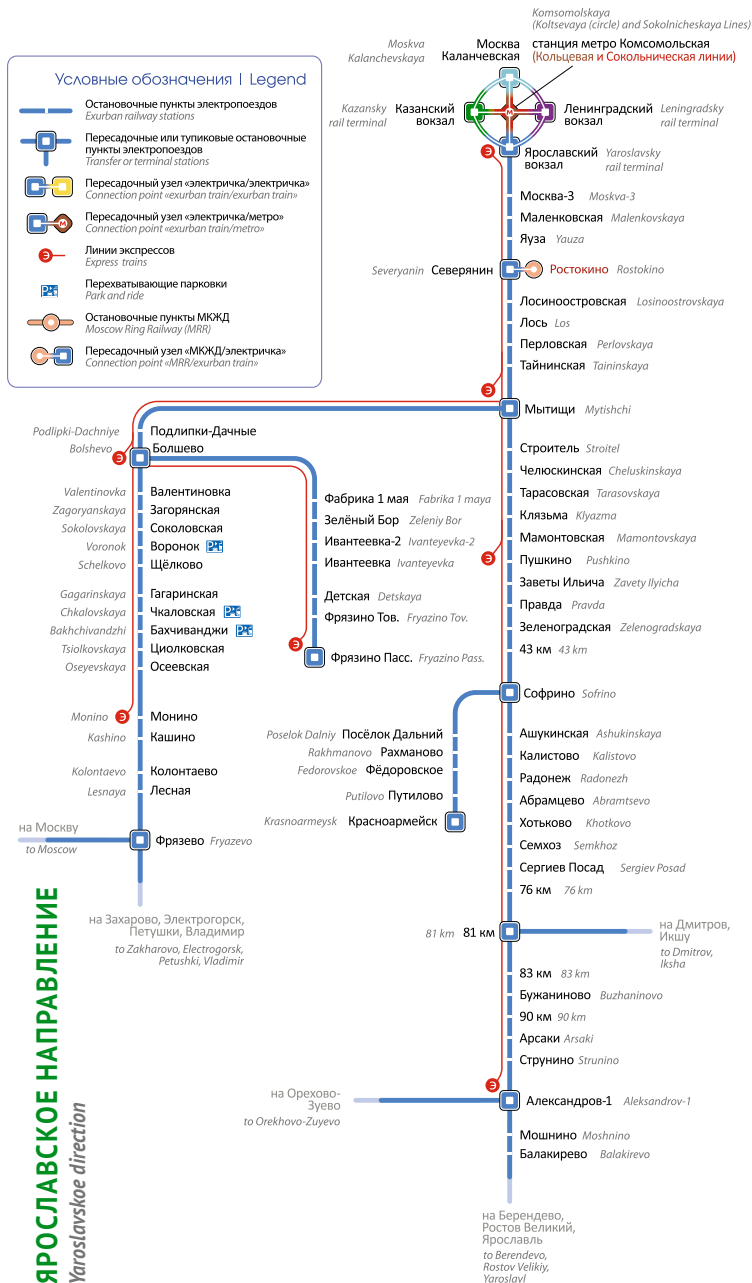 Komsomolskaya
(Koltsevaya (circle) and Sokolnicheskaya Lines)
Moskva
Kalanchevskaya
Москва
Каланчевская
станция метро Комсомольская
(Кольцевая и Сокольническая линии)
Kazansky
rail terminal
Казанский
вокзал
М
Ленинградский
вокзал
Leningradsky
rail terminal
Э
Ярославский
вокзал
Yaroslavsky
rail terminal
Условные обозначения | Legend
Остановочные пункты электропоездов
Exurban railway stations
Пересадочные или тупиковые остановочные
пункты электропоездов
Transfer or terminal stations
Пересадочный узел «электричка/электричка»
Connection point «exurban train/exurban train»
М
Пересадочный узел «электричка/метро»
Connection point «exurban train/metro»
Э
Линии экспрессов
Express trains
Перехватывающие парковки
Park and ride
Остановочные пункты МКЖД
Moscow Ring Railway (MRR)
Пересадочный узел «МКЖД/электричка»
Connection point «MRR/exurban train»
Москва-3 Moskva-3
Маленковская Malenkovskaya
Яуза Yauza
Severyanin Северянин Ростокино Rostokino
Лосиноостровская Losinoostrovskaya
Лось Los
Перловская Perlovskaya
Тайнинская Taininskaya
Э
Мытищи Mytishchi
Строитель Stroitel
Челюскинская Cheluskinskaya
Тарасовская Tarasovskaya
Клязьма Klyazma
Мамонтовская Mamontovskaya
Э
Пушкино Pushkino
Заветы Ильича Zavety Ilyicha
Правда Pravda
Зеленоградская Zelenogradskaya
43 км 43 km
Софрино Sofrino
Ашукинская Ashukinskaya
Калистово Kalistovo
Радонеж Radonezh
Абрамцево Abramtsevo
Хотьково Khotkovo
Семхоз Semkhoz
Сергиев Посад Sergiev Posad
76 км 76 km
81 km 81 км
на Дмитров,
Икшу
to Dmitrov,
Iksha
83 км 83 km
Бужаниново Buzhaninovo
90 км 90 km
Арсаки Arsaki
Струнино Strunino
Э
Александров-1 Aleksandrov-1
на Орехово-
Зуево
to Orekhovo-Zuyevo
Мошнино Moshnino
Балакирево Balakirevo
на Берендево,
Ростов Великий,
Ярославль
to Berendevo,
Rostov Velikiy,
Yaroslavl
Podlipki-Dachniye Подлипки-Дачные
Bolshevo Э Болшево
Valentinovka Валентиновка
Zagoryanskaya Загорянская
Sokolovskaya Соколовская
Voronok Воронок
Schelkovo Щёлково
Gagarinskaya Гагаринская
Chkalovskaya Чкаловская
Bakhchivandzhi Бахчиванджи
Tsiolkovskaya Циолковская
Oseyevskaya Осеевская
Monino Э Монино
Kashino Кашино
Kolontaevo Колонтаево
Lesnaya Лесная
на Москву
to Moscow
Фрязево Fryazevo
на Захарово, Электрогорск,
Петушки, Владимир
to Zakharovo, Electrogorsk,
Petushki, Vladimir
Фабрика 1 мая Fabrika 1 maya
Зелёный Бор Zeleniy Bor
Ивантеевка-2 Ivanteyevka-2
Ивантеевка Ivanteyevka
Детская Detskaya
Фрязино Тов. Fryazino Tov.
Э
Фрязино Пасс. Fryazino Pass.
Poselok Dalniy Посёлок Дальний
Rakhmanovo Рахманово
Fedorovskoe Фёдоровское
Putilovo Путилово
Krasnoarmeysk Красноармейск
ЯРОСЛАВСКОЕ НАПРАВЛЕНИЕ
Yaroslavskoe direction